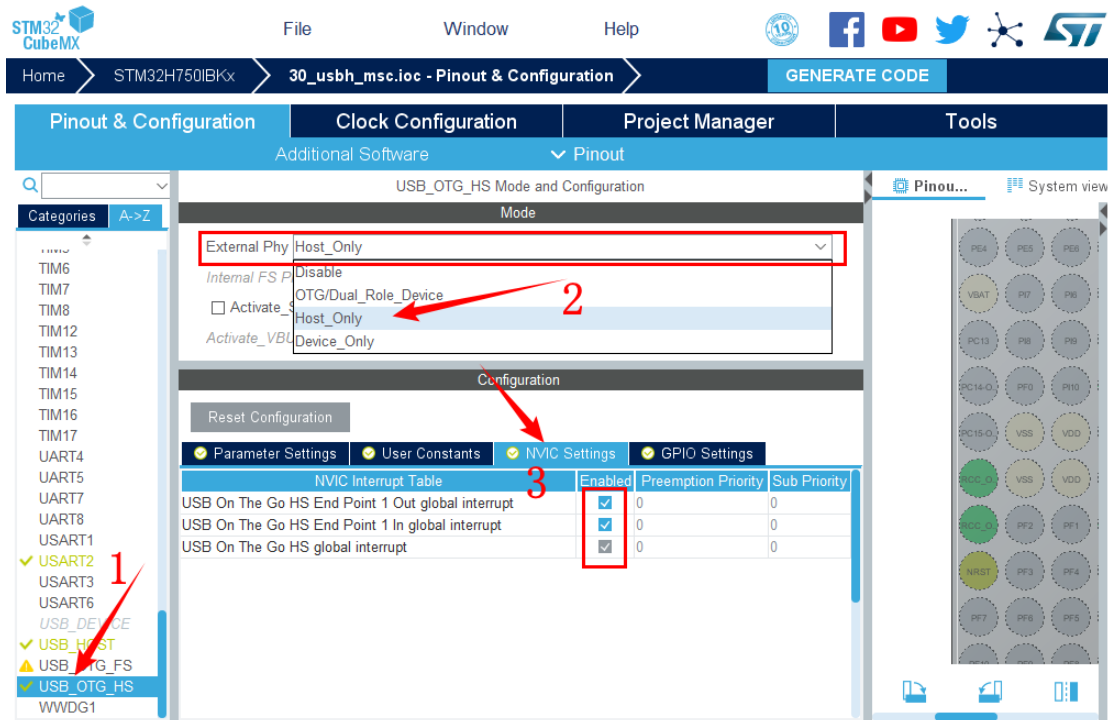 STM32
CubeMX
File
Window
Help
10
Home
STM32H750IBKx
30_usbh_msc.ioc - Pinout & Configuration
GENERATE CODE
Pinout & Configuration
Clock Configuration
Project Manager
Tools
Additional Software
Pinout
USB_OTG_HS Mode and Configuration
Pinou...
System view
Categories
A->Z
Mode
External Phy
Host_Only
Internal FS P
Disable
OTG/Dual_Role_Device
Activate_S
Host_Only
2
Activate_VBU
Device_Only
TIM6
TIM7
TIM8
TIM12
TIM13
TIM14
TIM15
TIM16
TIM17
UART4
UART5
UART7
UART8
USART1
USART2
USART3
USART6
USB_DEVICE
USB_HOST
USB_OTG_FS
USB_OTG_HS
WWDG1
1
Configuration
Reset Configuration
Parameter Settings
User Constants
NVIC Settings
GPIO Settings
3
NVIC Interrupt Table
Enabled
Preemption Priority
Sub Priority
USB On The Go HS End Point 1 Out global interrupt
0
0
USB On The Go HS End Point 1 In global interrupt
0
0
USB On The Go HS global interrupt
0
0
PE4
PE5
PE6
VBAT
PI7
PI6
PC13
PI8
PI9
PC14-O.
PF0
PI10
PC15-O.
VSS
VDD
RCC_O.
VSS
VDD
RCC_O.
PF2
PF1
NRST
PF3
PF4
PF7
PF6
PF5